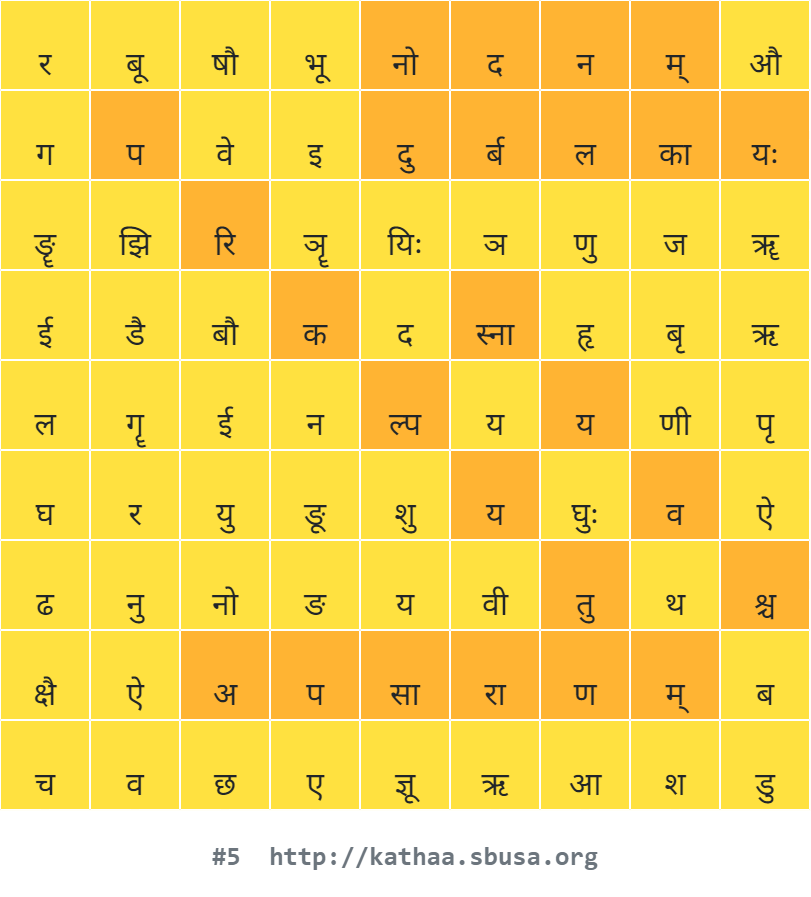 र बू षौ भू नो द न म् औ
ग प वे इ दु र्ब ल का यः
ङॄ झि रि ञॄ यिः ञ णु ज ॠ
ई डै बौ क द स्ना हृ बृ ऋ
ल गॄ ई न ल्प य य णी पृ
घ र यु ङू शु य घुः व ऐ
ढ नु नो ङ य वी तु थ श्च
क्षै ऐ अ प सा रा ण म् ब
च व छ ए ज्ञू ऋ आ श डु
#5 http://kathaa.sbusa.org